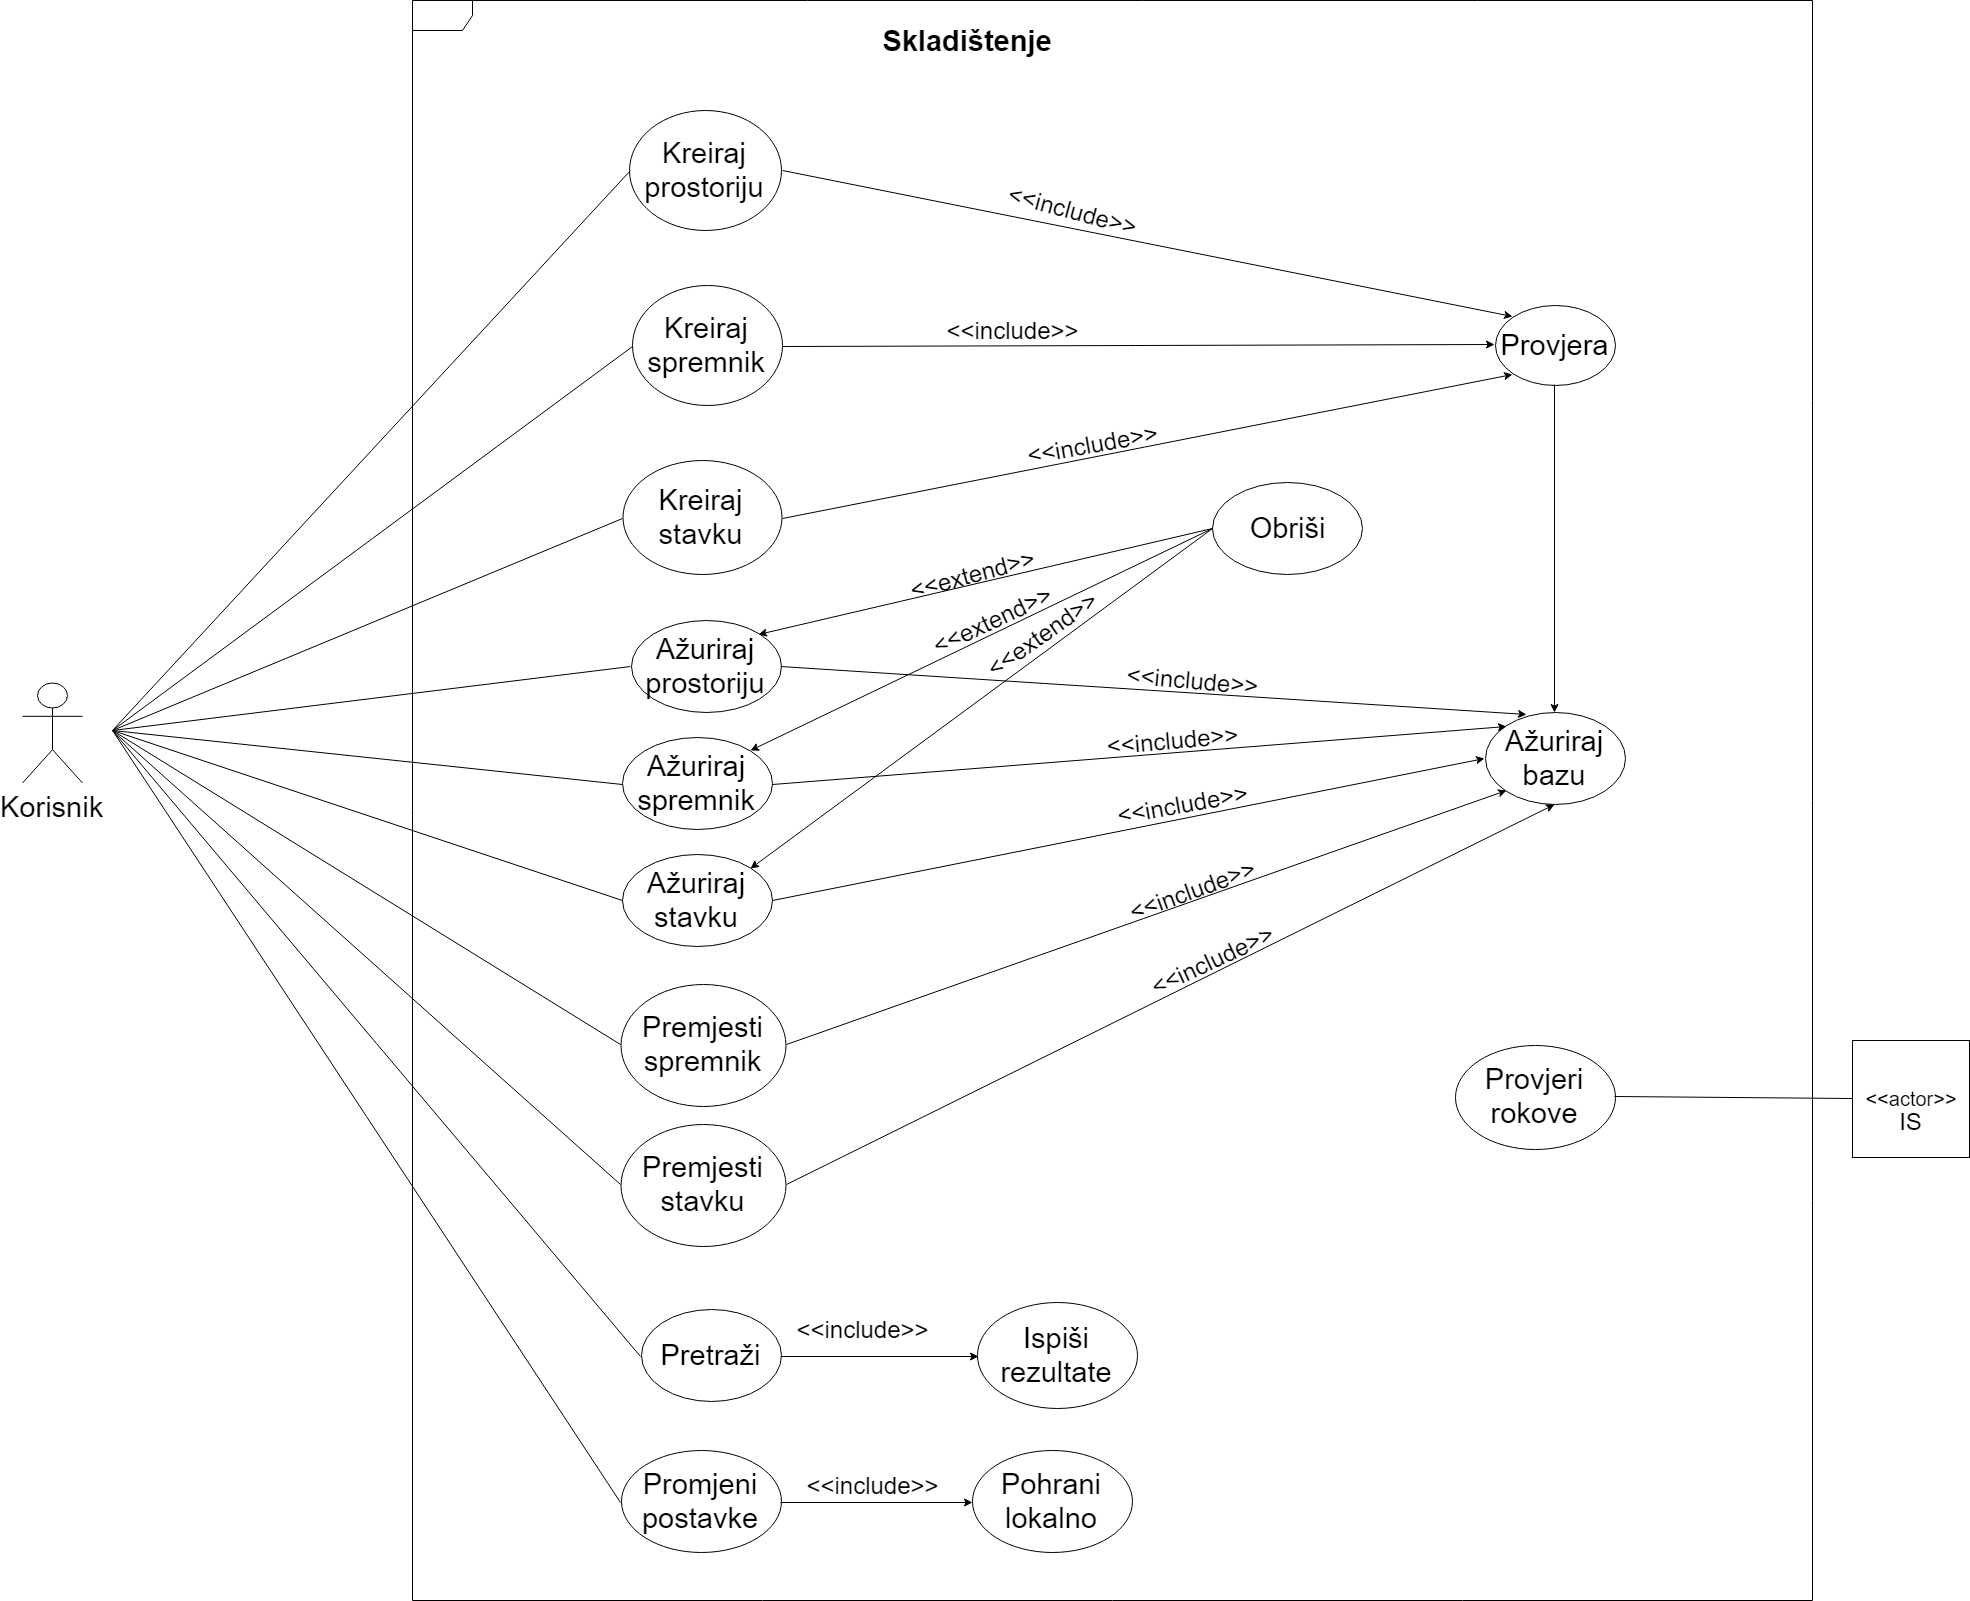 Skladištenje
Kreiraj
prostoriju
<<include>>
Kreiraj
spremnik
<<include>>
Provjera
Kreiraj
stavku
<<include>>
Obriši
<<extend>>
<<extend>>
<<extend>>
Ažuriraj
prostoriju
<<include>>
Ažuriraj
spremnik
<<include>>
Ažuriraj
bazu
Korisnik
<<include>>
Ažuriraj
stavku
<<include>>
<<include>>
Premjesti
spremnik
Provjeri
rokove
<<actor>>
IS
Premjesti
stavku
Pretraži
<<include>>
Ispiši
rezultate
Promjeni
postavke
<<include>>
Pohrani
lokalno